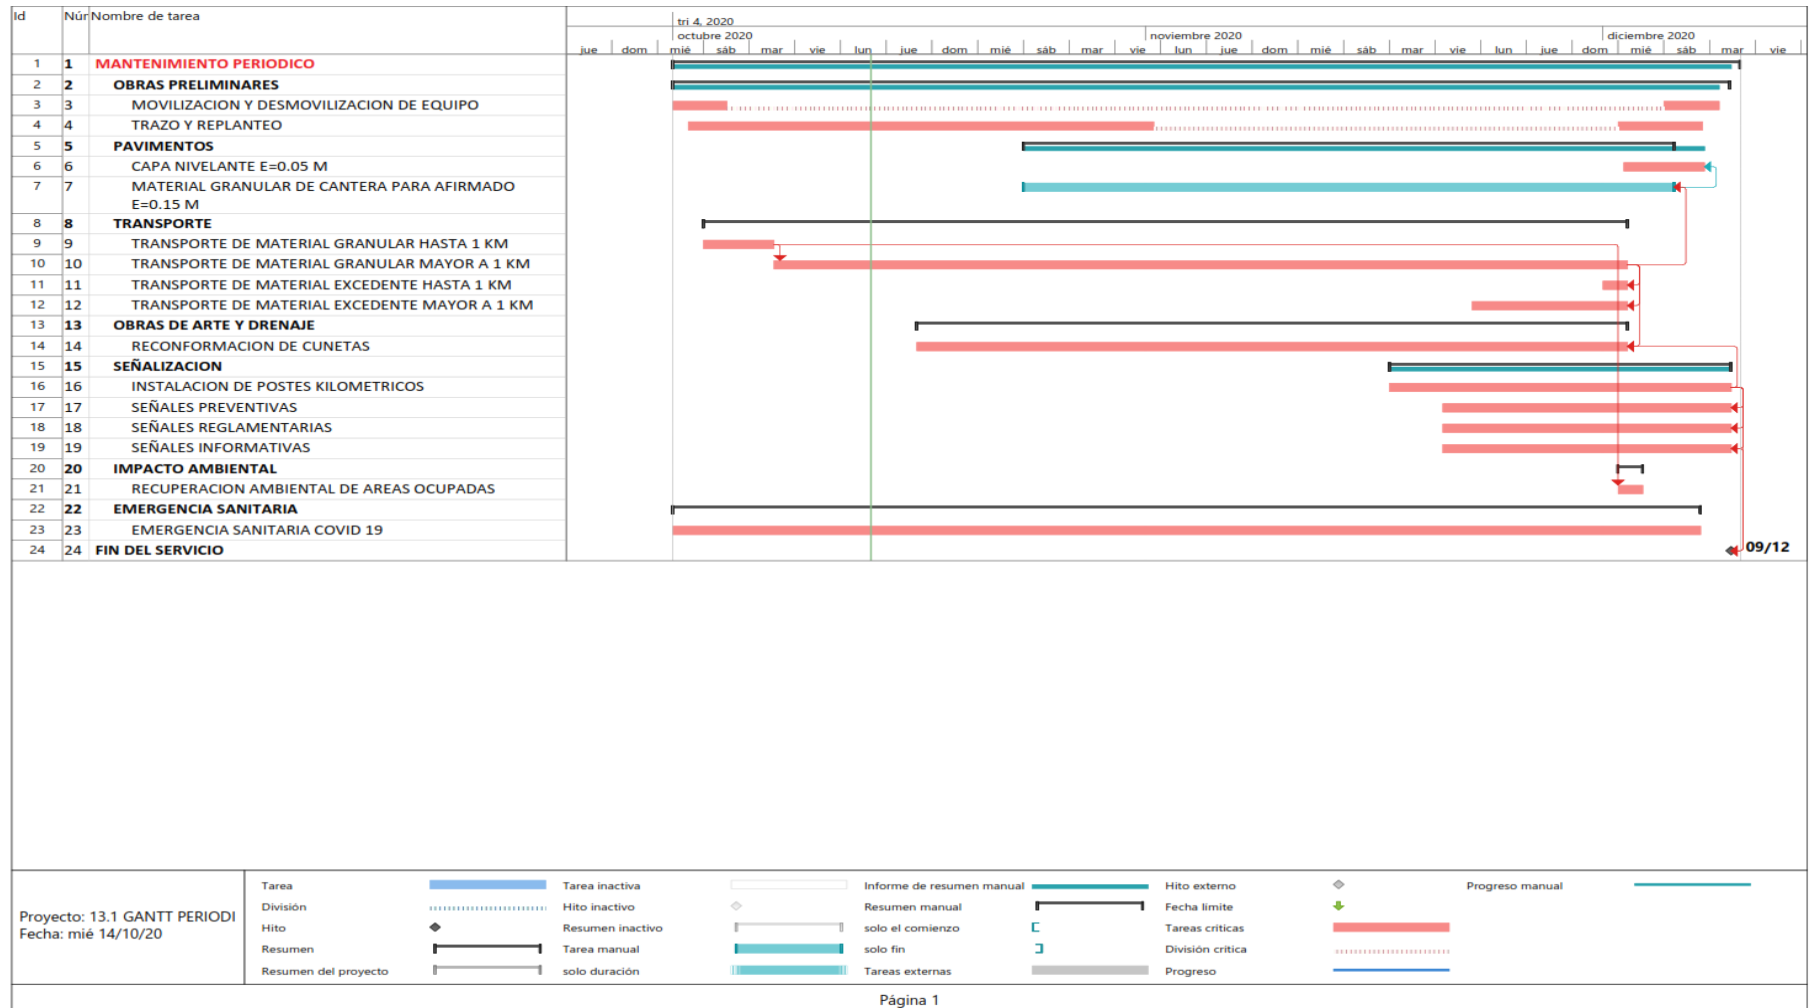 Id Núr Nombre de tarea
tri 4, 2020
octubre 2020 noviembre 2020 diciembre 2020
jue dom mié sáb mar vie lun jue dom mié sáb mar vie lun jue dom mié sáb mar vie lun jue dom mié sáb mar vie
1 1 MANTENIMIENTO PERIODICO
2 2 OBRAS PRELIMINARES
3 3 MOVILIZACION Y DESMOVILIZACION DE EQUIPO
4 4 TRAZO Y REPLANTEO
5 5 PAVIMENTOS
6 6 CAPA NIVELANTE E=0.05 M
7 7 MATERIAL GRANULAR DE CANTERA PARA AFIRMADO
E=0.15 M
8 8 TRANSPORTE
9 9 TRANSPORTE DE MATERIAL GRANULAR HASTA 1 KM
10 10 TRANSPORTE DE MATERIAL GRANULAR MAYOR A 1 KM
11 11 TRANSPORTE DE MATERIAL EXCEDENTE HASTA 1 KM
12 12 TRANSPORTE DE MATERIAL EXCEDENTE MAYOR A 1 KM
13 13 OBRAS DE ARTE Y DRENAJE
14 14 RECONFORMACION DE CUNETAS
15 15 SEÑALIZACION
16 16 INSTALACION DE POSTES KILOMETRICOS
17 17 SEÑALES PREVENTIVAS
18 18 SEÑALES REGLAMENTARIAS
19 19 SEÑALES INFORMATIVAS
20 20 IMPACTO AMBIENTAL
21 21 RECUPERACION AMBIENTAL DE AREAS OCUPADAS
22 22 EMERGENCIA SANITARIA
23 23 EMERGENCIA SANITARIA COVID 19
24 24 FIN DEL SERVICIO 09/12
Proyecto: 13.1 GANTT PERIODI
Fecha: mié 14/10/20
Tarea Tarea inactiva Informe de resumen manual Hito externo Progreso manual
División Hito inactivo Resumen manual Fecha límite
Hito Resumen inactivo solo el comienzo Tareas críticas
Resumen Tarea manual solo fin División crítica
Resumen del proyecto solo duración Tareas externas Progreso
Página 1